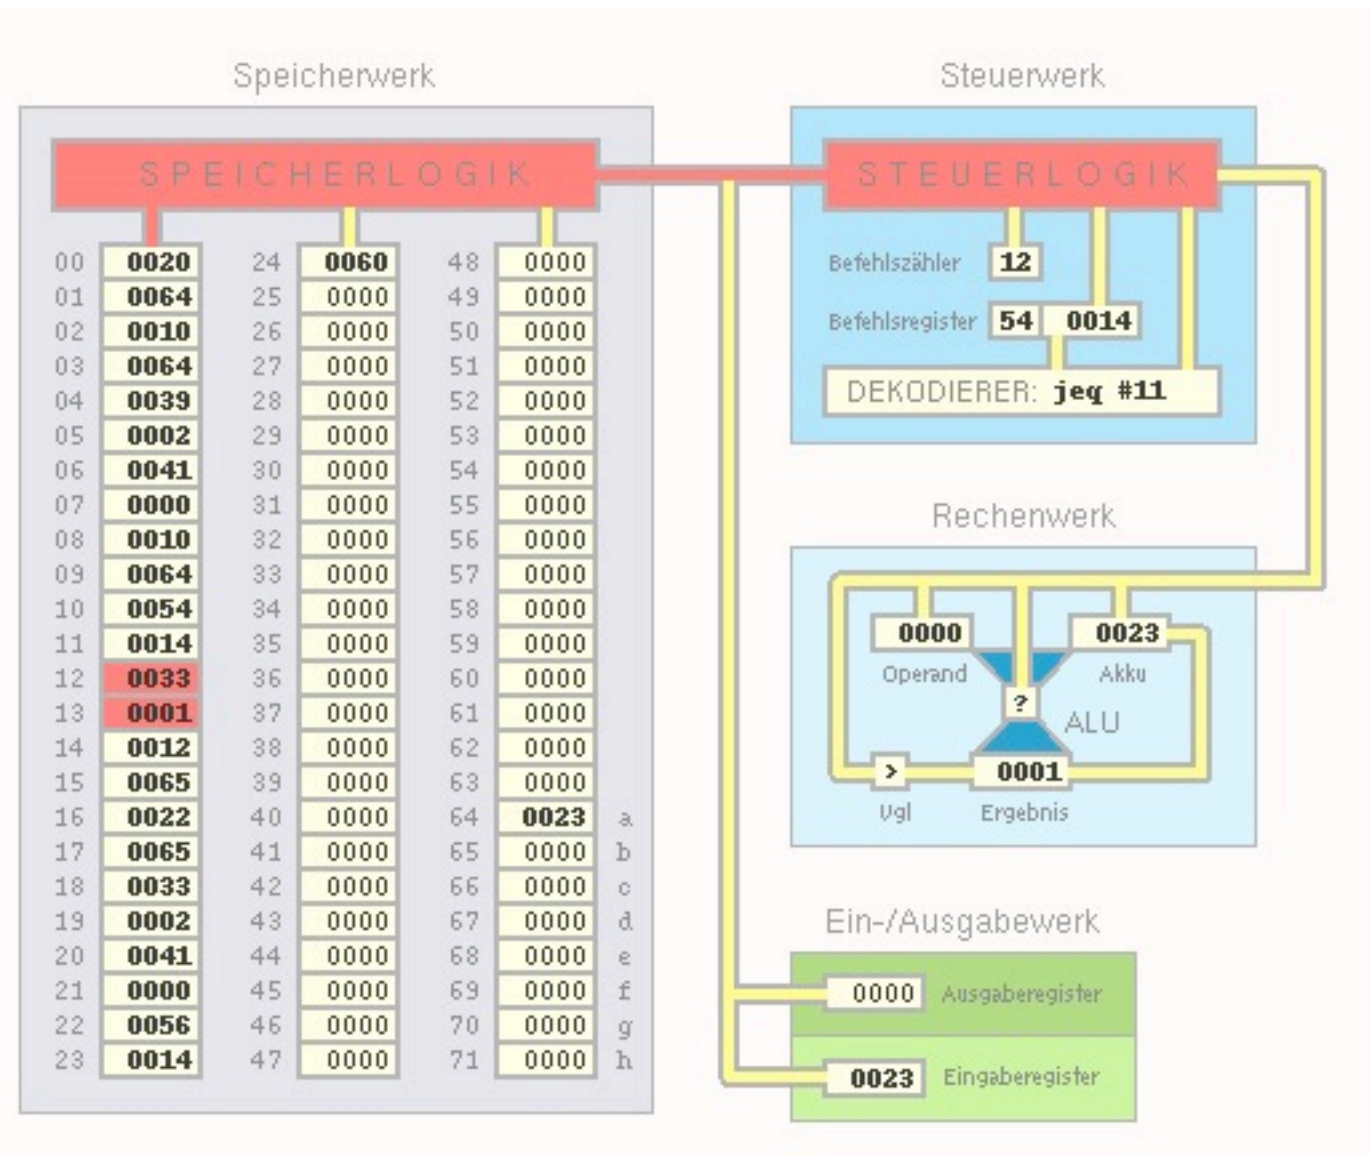 Speicherwerk
SPEICHERLOGIK
00 0020 24 0060 48 0000
01 0064 25 0000 49 0000
02 0010 26 0000 50 0000
03 0064 27 0000 51 0000
04 0039 28 0000 52 0000
05 0002 29 0000 53 0000
06 0041 30 0000 54 0000
07 0000 31 0000 55 0000
08 0010 32 0000 56 0000
09 0064 33 0000 57 0000
10 0054 34 0000 58 0000
11 0014 35 0000 59 0000
12 0033 36 0000 60 0000
13 0001 37 0000 61 0000
14 0012 38 0000 62 0000
15 0065 39 0000 63 0000
16 0022 40 0000 64 0023 a
17 0065 41 0000 65 0000 b
18 0033 42 0000 66 0000 c
19 0002 43 0000 67 0000 d
20 0041 44 0000 68 0000 e
21 0000 45 0000 69 0000 f
22 0056 46 0000 70 0000 g
23 0014 47 0000 71 0000 h
Steuerwerk
STEUERLOGIK
Befehlszähler 12
Befehlsregister 54 0014
DEKODIERER: jeq #11
Rechenwerk
0000 0023
Operand Akku
?
ALU
> 0001
Vgl Ergebnis
Ein-/Ausgabewerk
0000 Ausgaberegister
0023 Eingaberegister